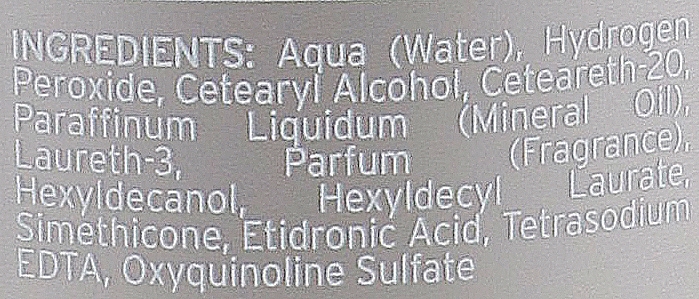 INGREDIENTS: Aqua (Water), Hydrogen
Peroxide, Cetearyl Alcohol, Ceteareth-20,
Paraffinum Liquidum (Mineral Oil),
Laureth-3, Parfum (Fragrance),
Hexyldecanol, Hexyldecyl Laurate,
Simethicone, Etidronic Acid, Tetrasodium
EDTA, Oxyquinoline Sulfate